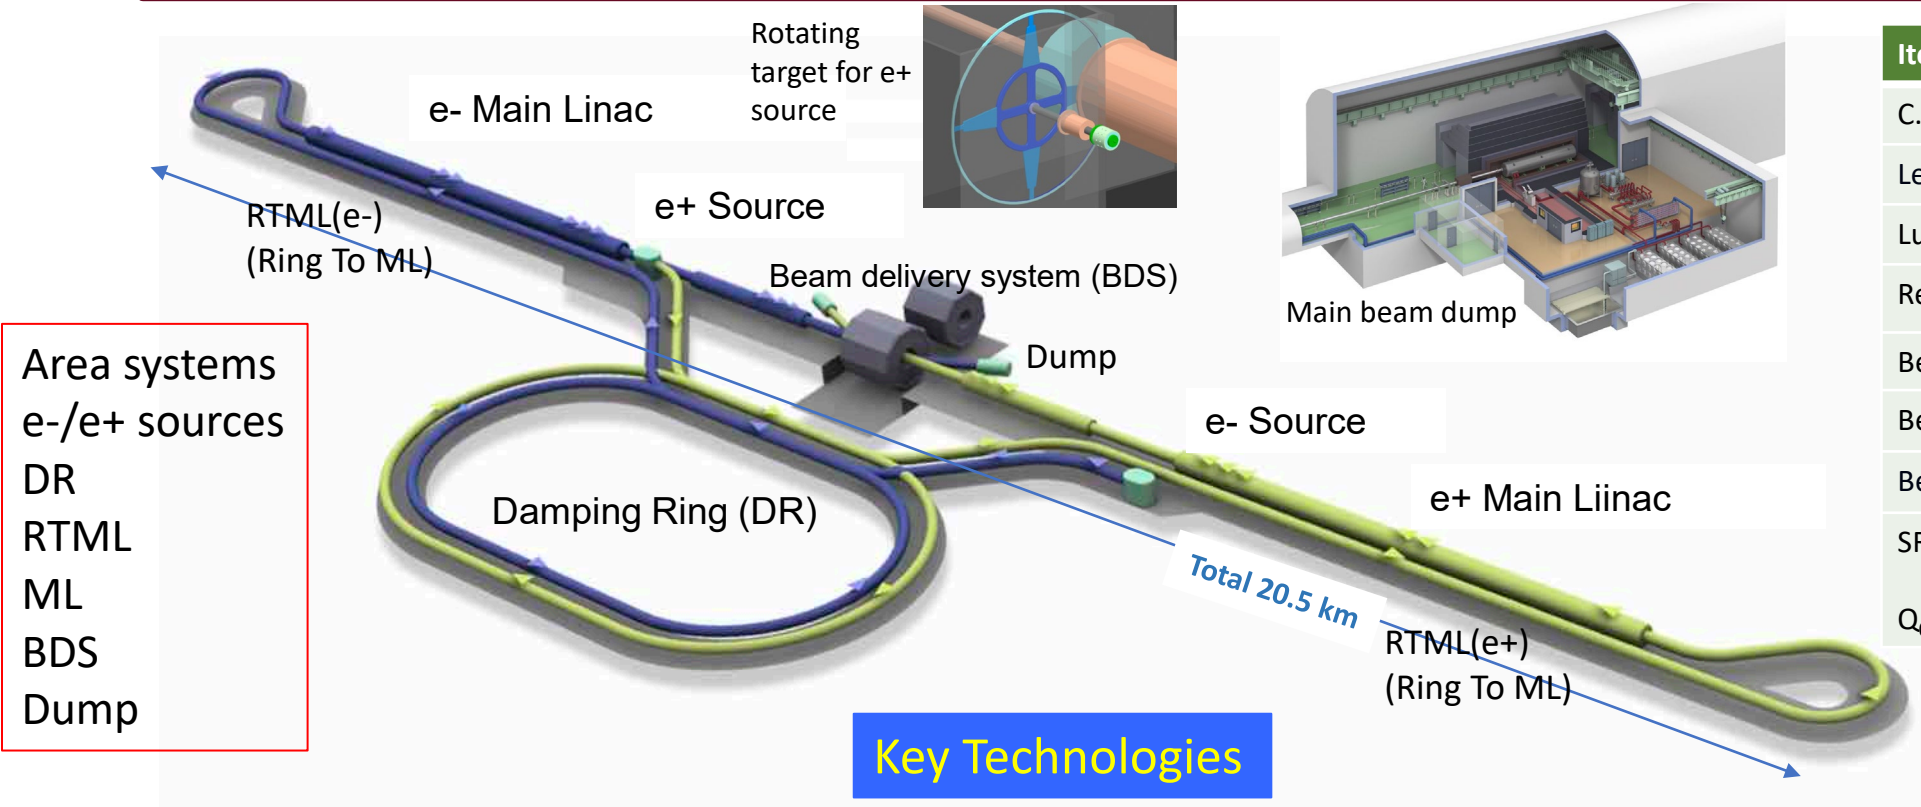 Rotating
target for e+
source
e- Main Linac
e+ Source
RTML(e-)
(Ring To ML)
Beam delivery system (BDS)
Main beam dump
Dump
Area systems
e-/e+ sources
DR
RTML
ML
BDS
Dump
e- Source
e+ Main Liinac
Damping Ring (DR)
Total 20.5 km
RTML(e+)
(Ring To ML)
Key Technologies
C.